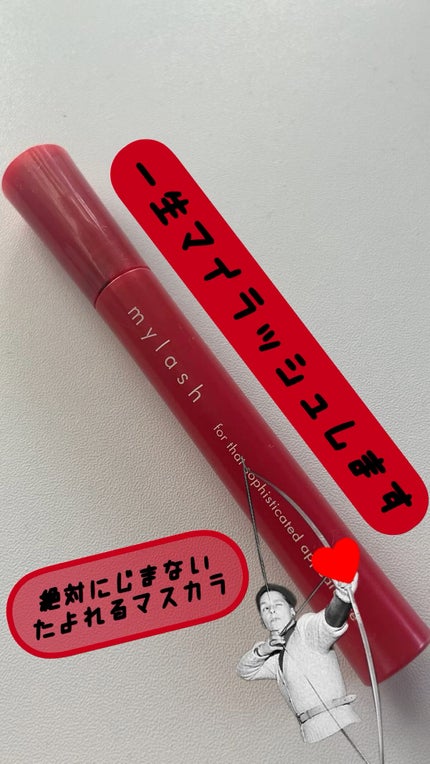 一生マイラッシュします
mylash
for that sophisticated
絶対にじまない
たよれるマスカラ